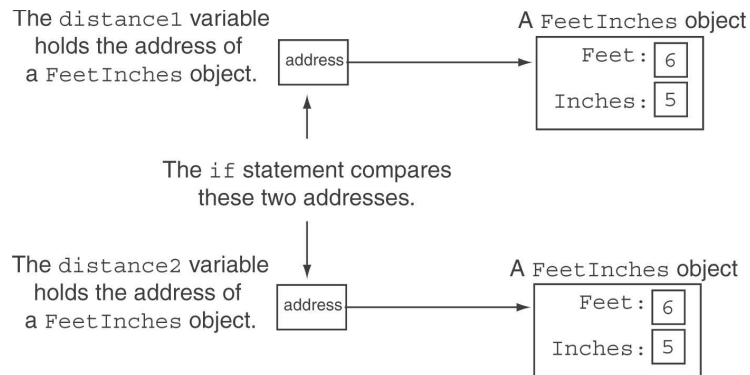 The distance1 variable
holds the address of
a FeetInches object.
address
A FeetInches object
Feet: 6
Inches: 5
The if statement compares
these two addresses.
The distance2 variable
holds the address of
a FeetInches object.
address
A FeetInches object
Feet: 6
Inches: 5